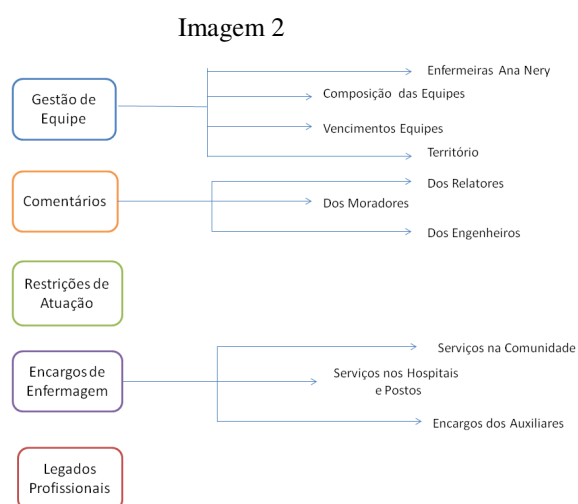 Imagem 2
Gestão de
Equipe
Enfermeiras Ana Nery
Composição das Equipes
Vencimentos Equipes
Território
Comentários
Dos Relatores
Dos Moradores
Dos Engenheiros
Restrições de
Atuação
Encargos de
Enfermagem
Serviços na Comunidade
Serviços nos Hospitais
e Postos
Encargos dos Auxiliares
Legados
Profissionais